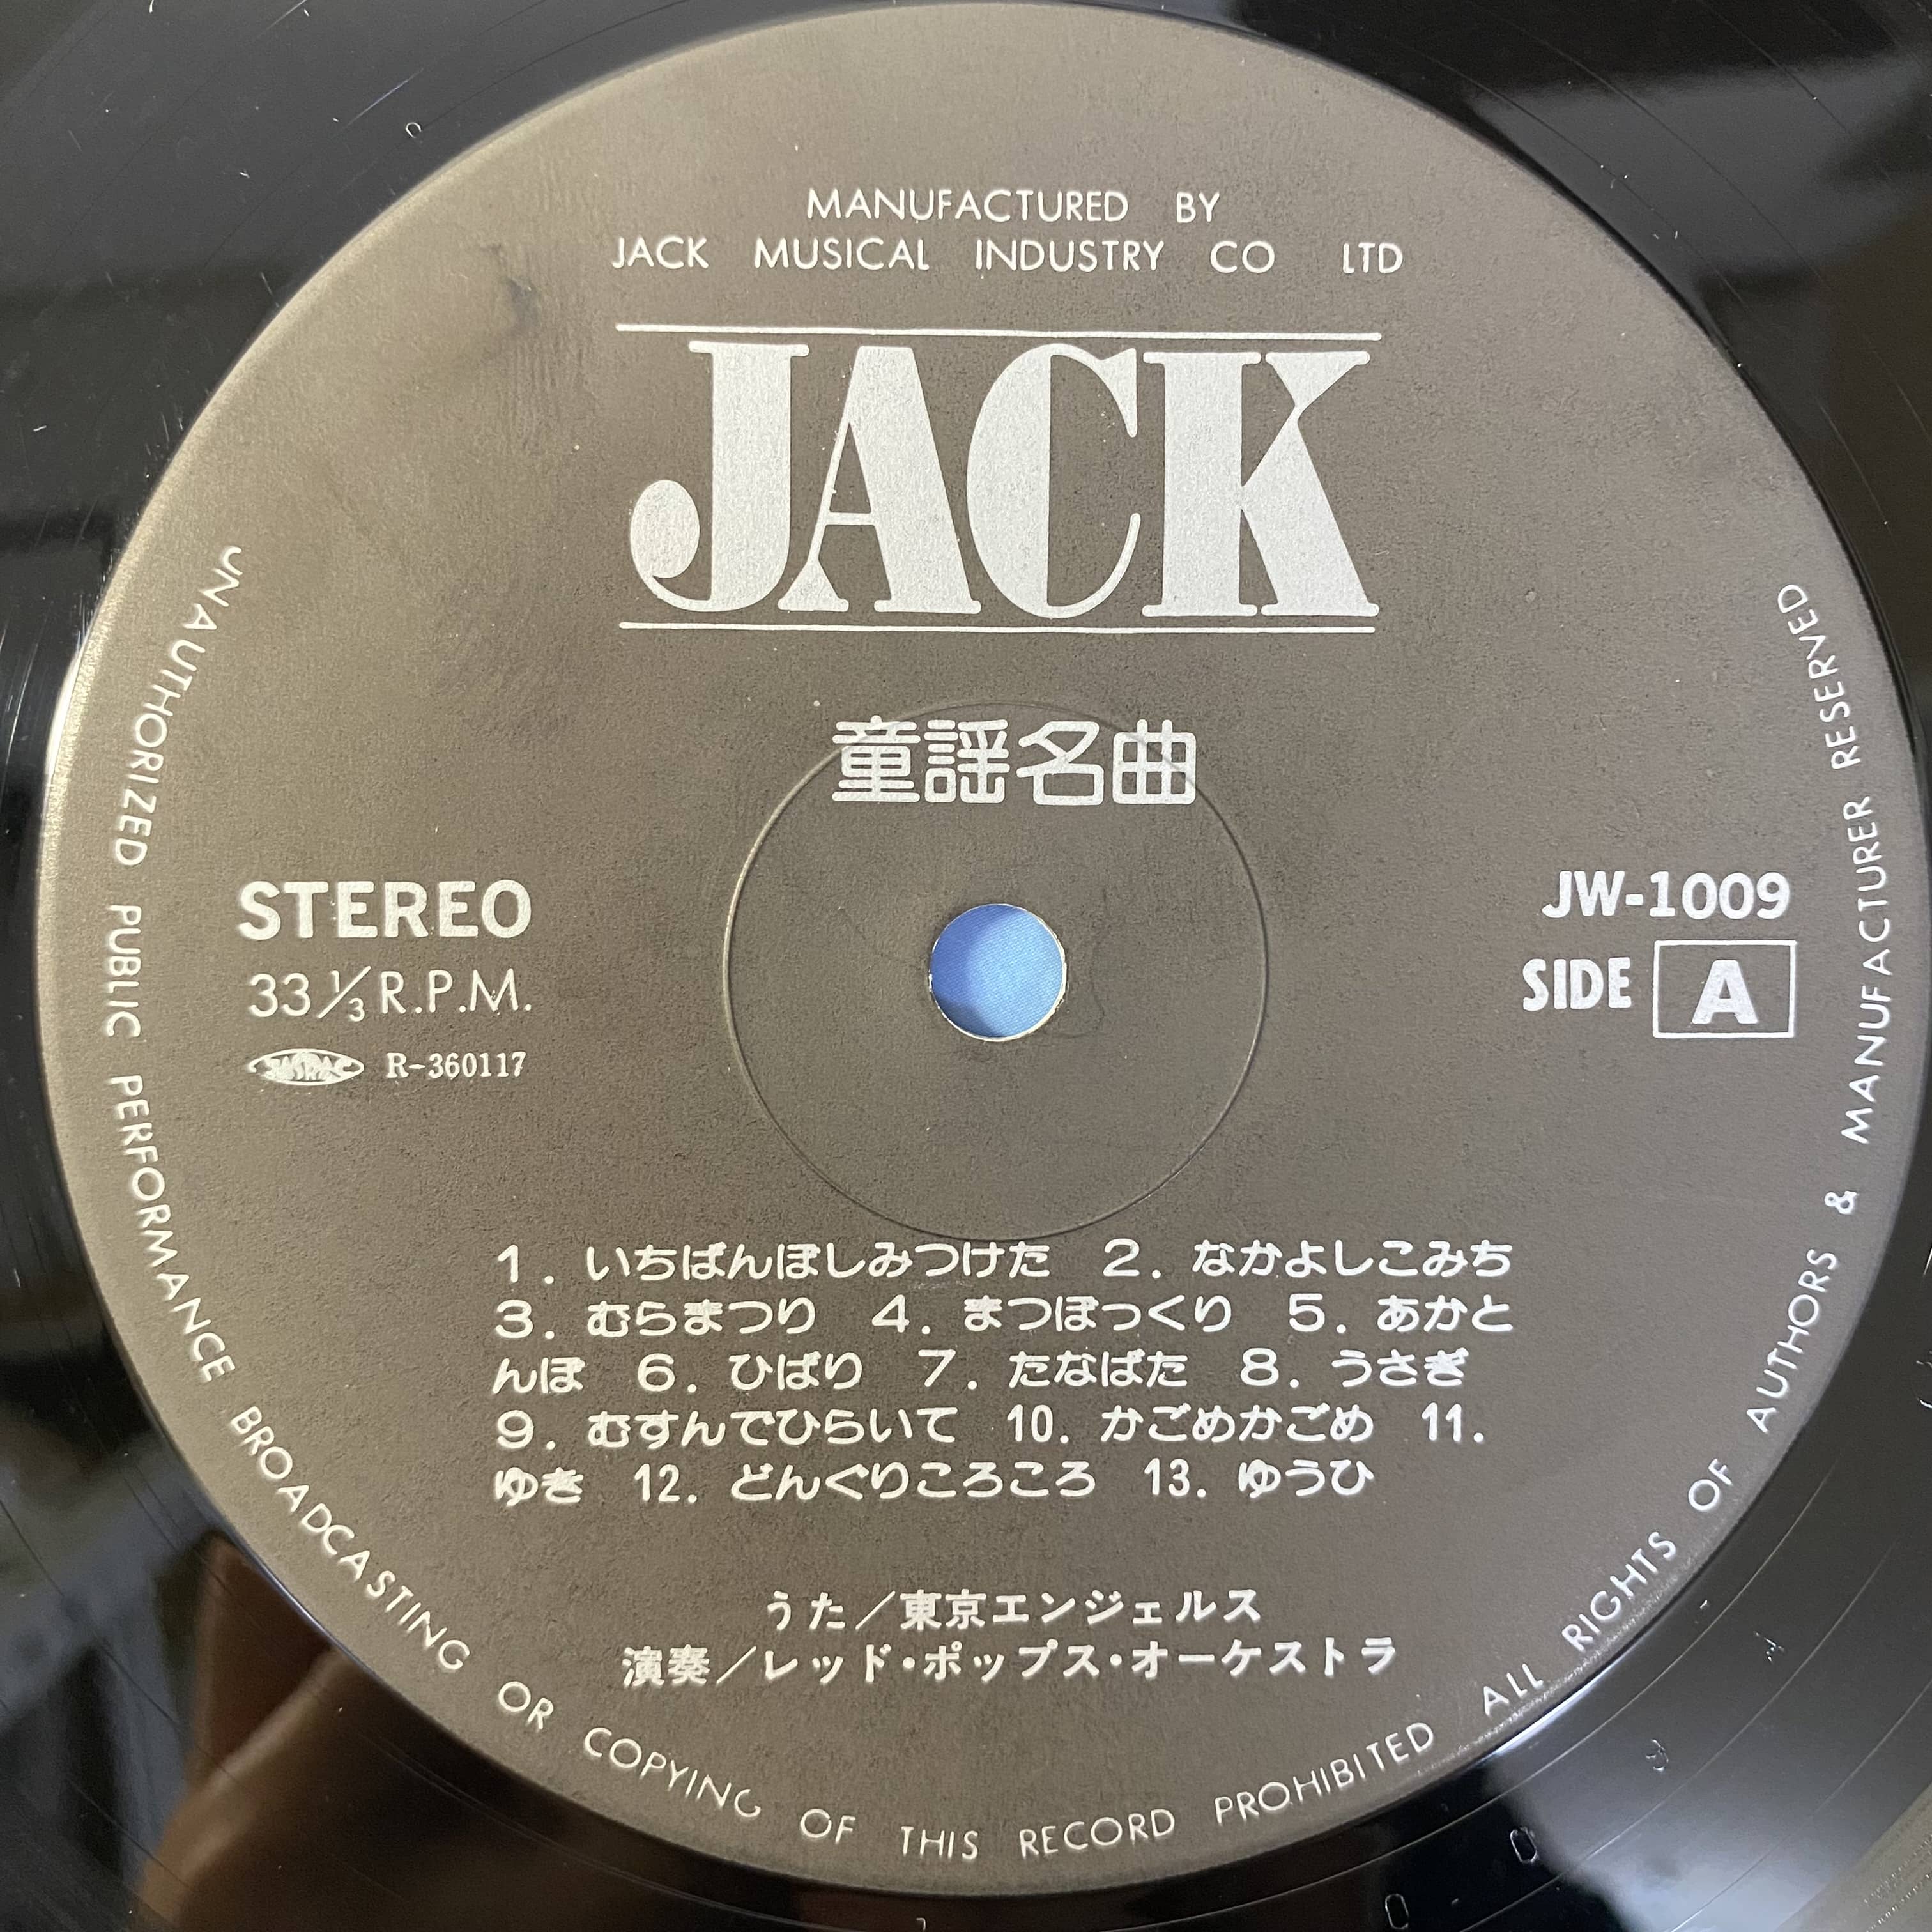 MANUFACTURED BY
JACK MUSICAL INDUSTRY CO LTD
JACK
童謡名曲
STEREO
33 1/3 R.P.M.
JASRAC R-360117
JW-1009
SIDE A
1. いちばんぼしみつけた 2. なかよしこみち
3. むらまつり 4. まつぼっくり 5. あかと
んぼ 6. ひばり 7. たなばた 8. うさぎ
9. むすんでひらいて 10. かごめかごめ 11.
ゆき 12. どんぐりころころ 13. ゆうひ
うた／東京エンジェルス
演奏／レッド・ポップス・オーケストラ
UNAUTHORIZED PUBLIC PERFORMANCE BROADCASTING OR COPYING OF THIS RECORD PROHIBITED ALL RIGHTS OF AUTHORS & MANUFACTURER RESERVED